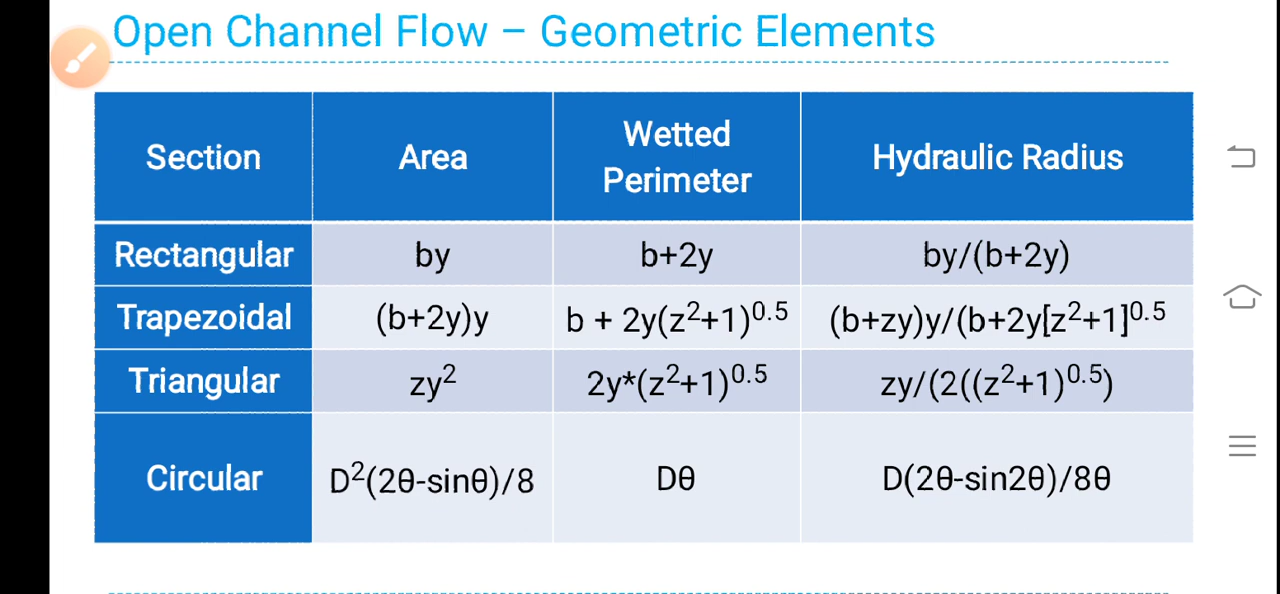 Open Channel Flow – Geometric Elements
Section Area Wetted Perimeter Hydraulic Radius
Rectangular by b+2y by/(b+2y)
Trapezoidal (b+2y)y b + 2y(z²+1)⁰·⁵ (b+zy)y/(b+2y[z²+1]⁰·⁵
Triangular zy² 2y*(z²+1)⁰·⁵ zy/(2((z²+1)⁰·⁵)
Circular D²(2θ-sinθ)/8 Dθ D(2θ-sin2θ)/8θ